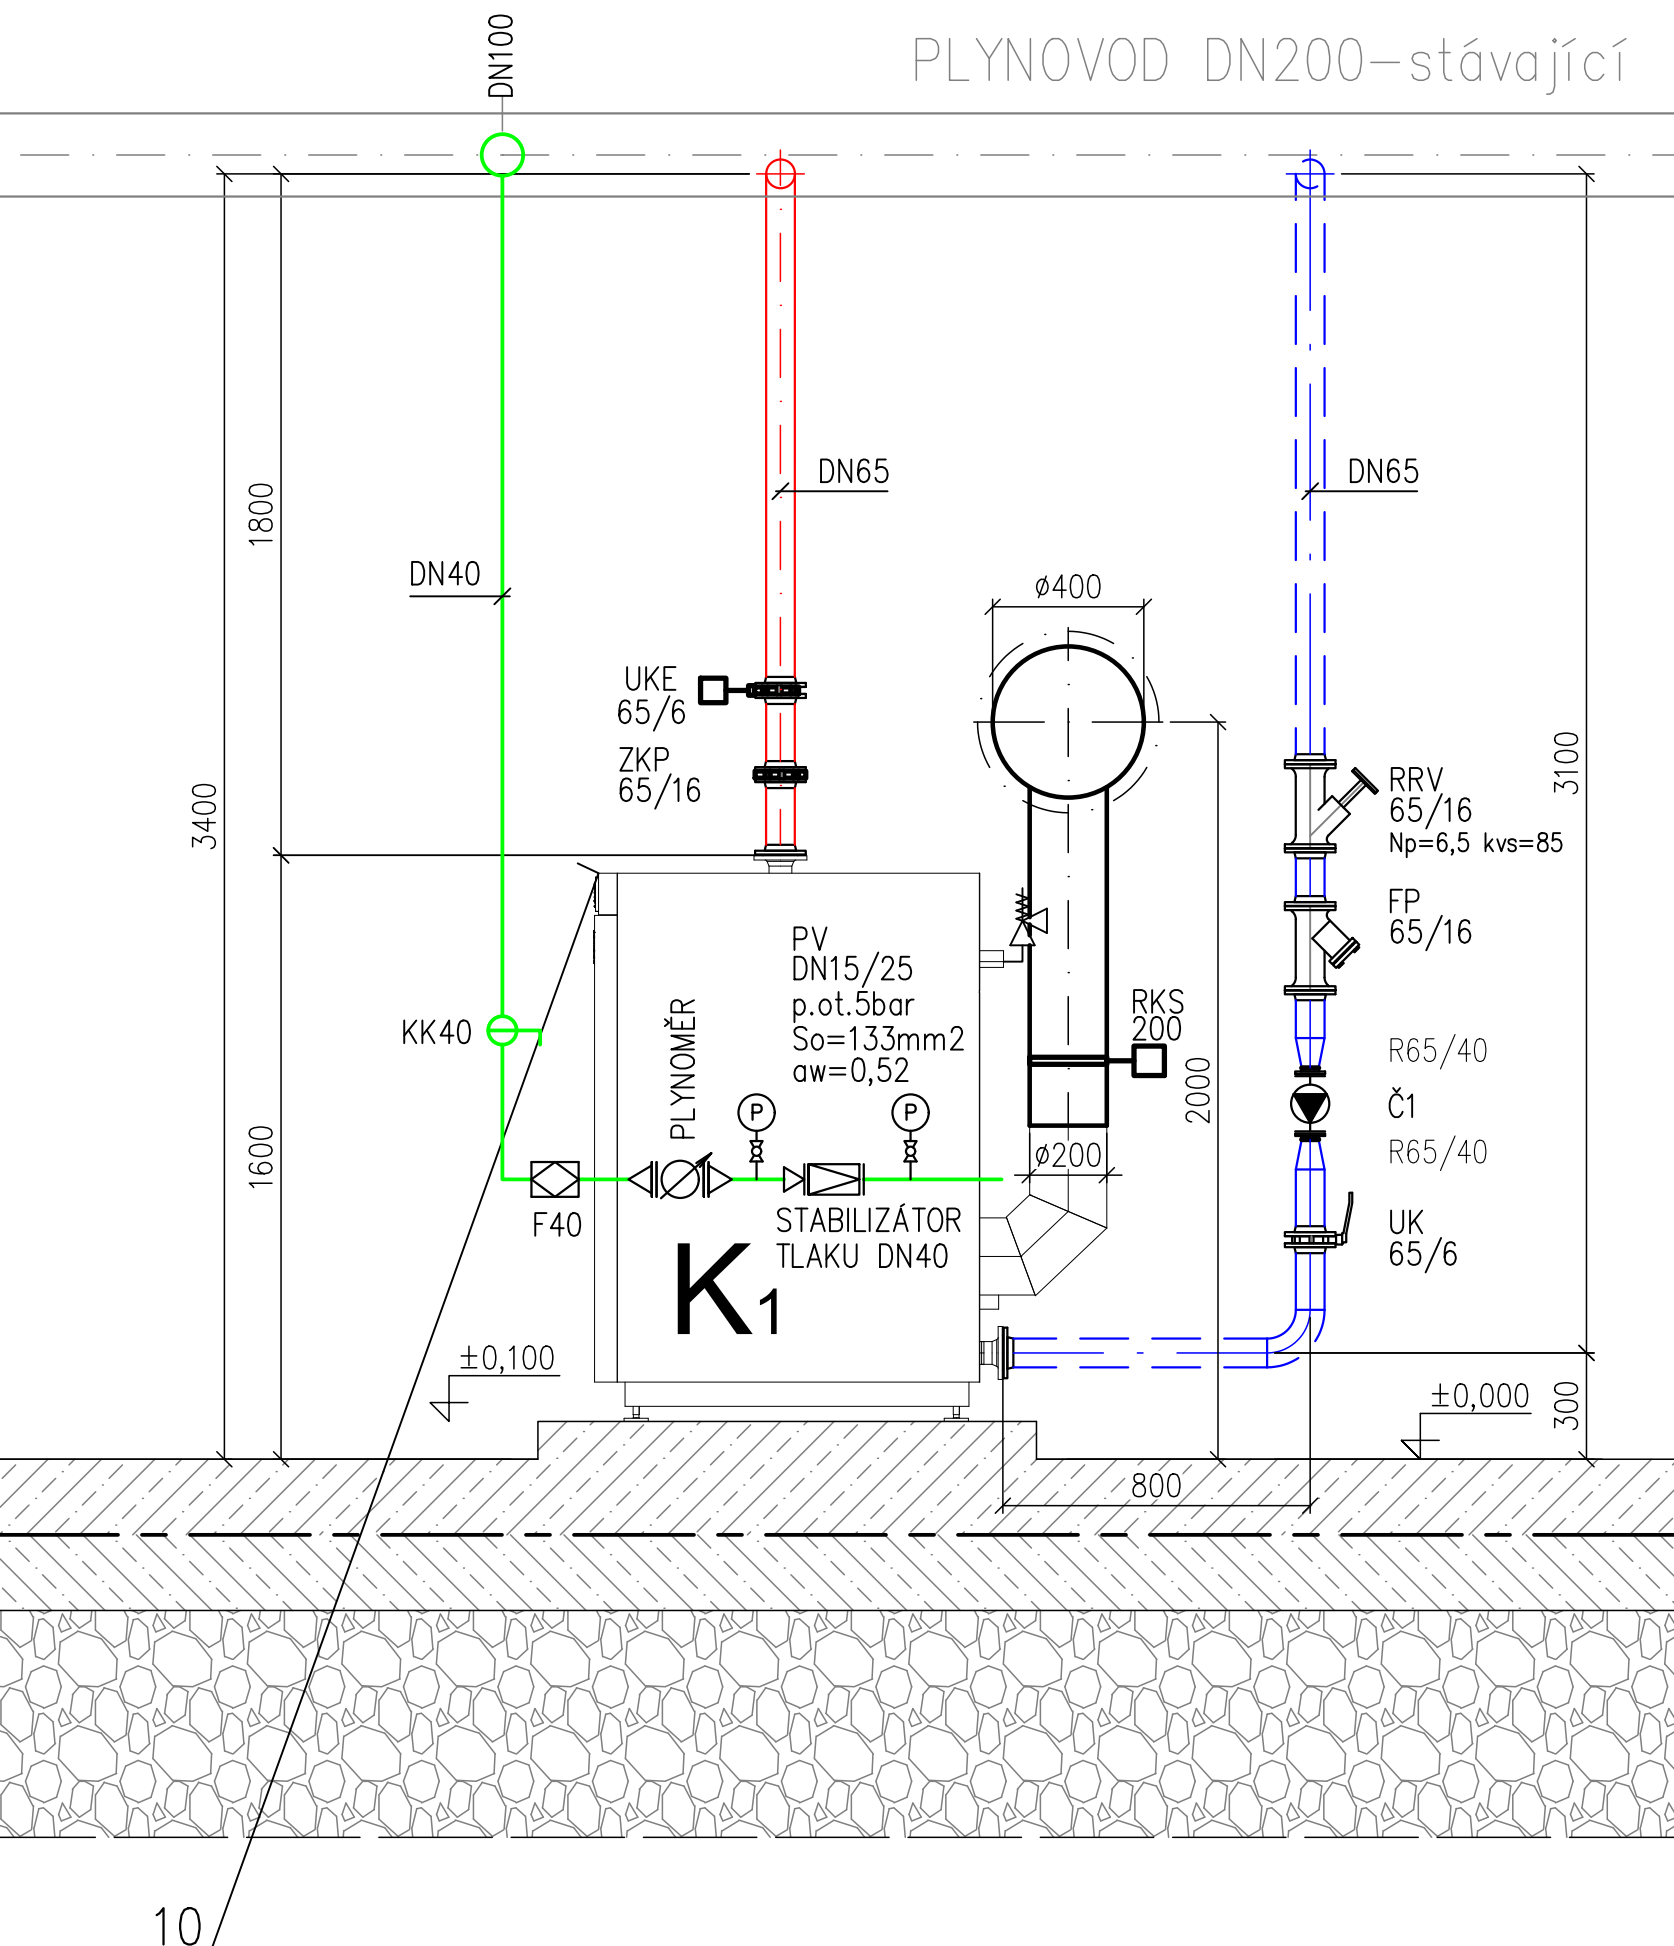 DN100
PLYNOVOD DN200-stávající
DN65
DN65
1800
DN40
ø400
UKE
65/6
ZKP
65/16
3400
3100
RRV
65/16
Np=6,5 kvs=85
FP
65/16
PV
DN15/25
p.ot.5bar
So=133mm2
aw=0,52
KK40
PLYNOMĚR
RKS
200
R65/40
Č1
R65/40
P
P
2000
1600
ø200
F40
STABILIZÁTOR
TLAKU DN40
UK
65/6
K1
±0,100
±0,000
300
800
10